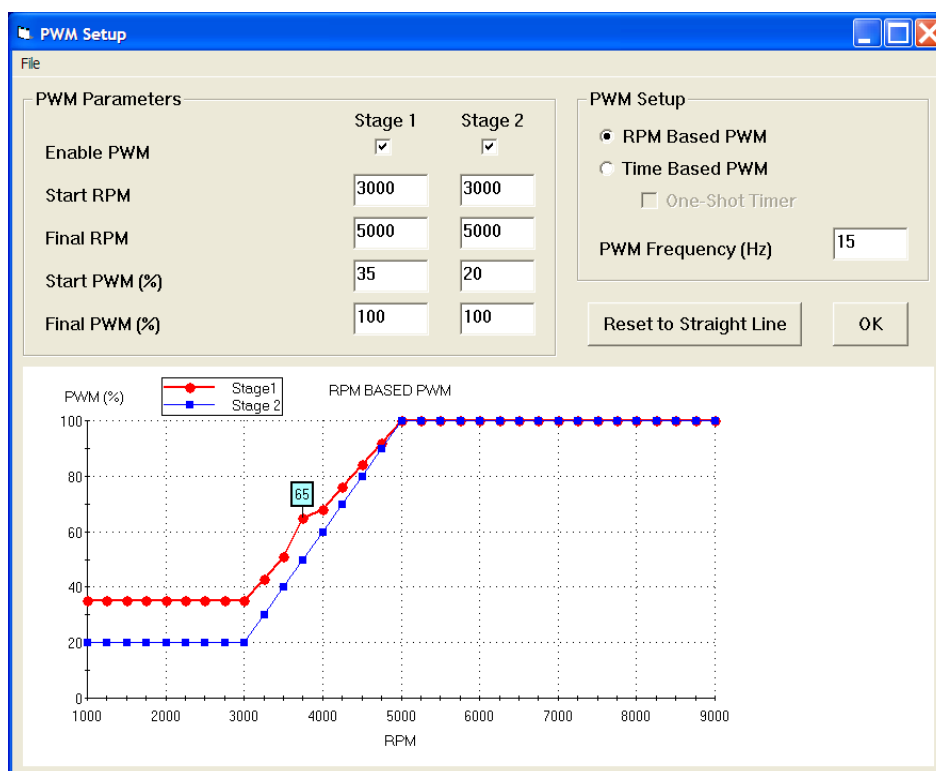 PWM Setup
File
PWM Parameters
Stage 1 Stage 2
Enable PWM
Start RPM 3000 3000
Final RPM 5000 5000
Start PWM (%) 35 20
Final PWM (%) 100 100
PWM Setup
RPM Based PWM
Time Based PWM
One-Shot Timer
PWM Frequency (Hz) 15
Reset to Straight Line OK
PWM (%)
Stage1
Stage 2
RPM BASED PWM
100
80
65
60
40
20
0
1000 2000 3000 4000 5000 6000 7000 8000 9000
RPM